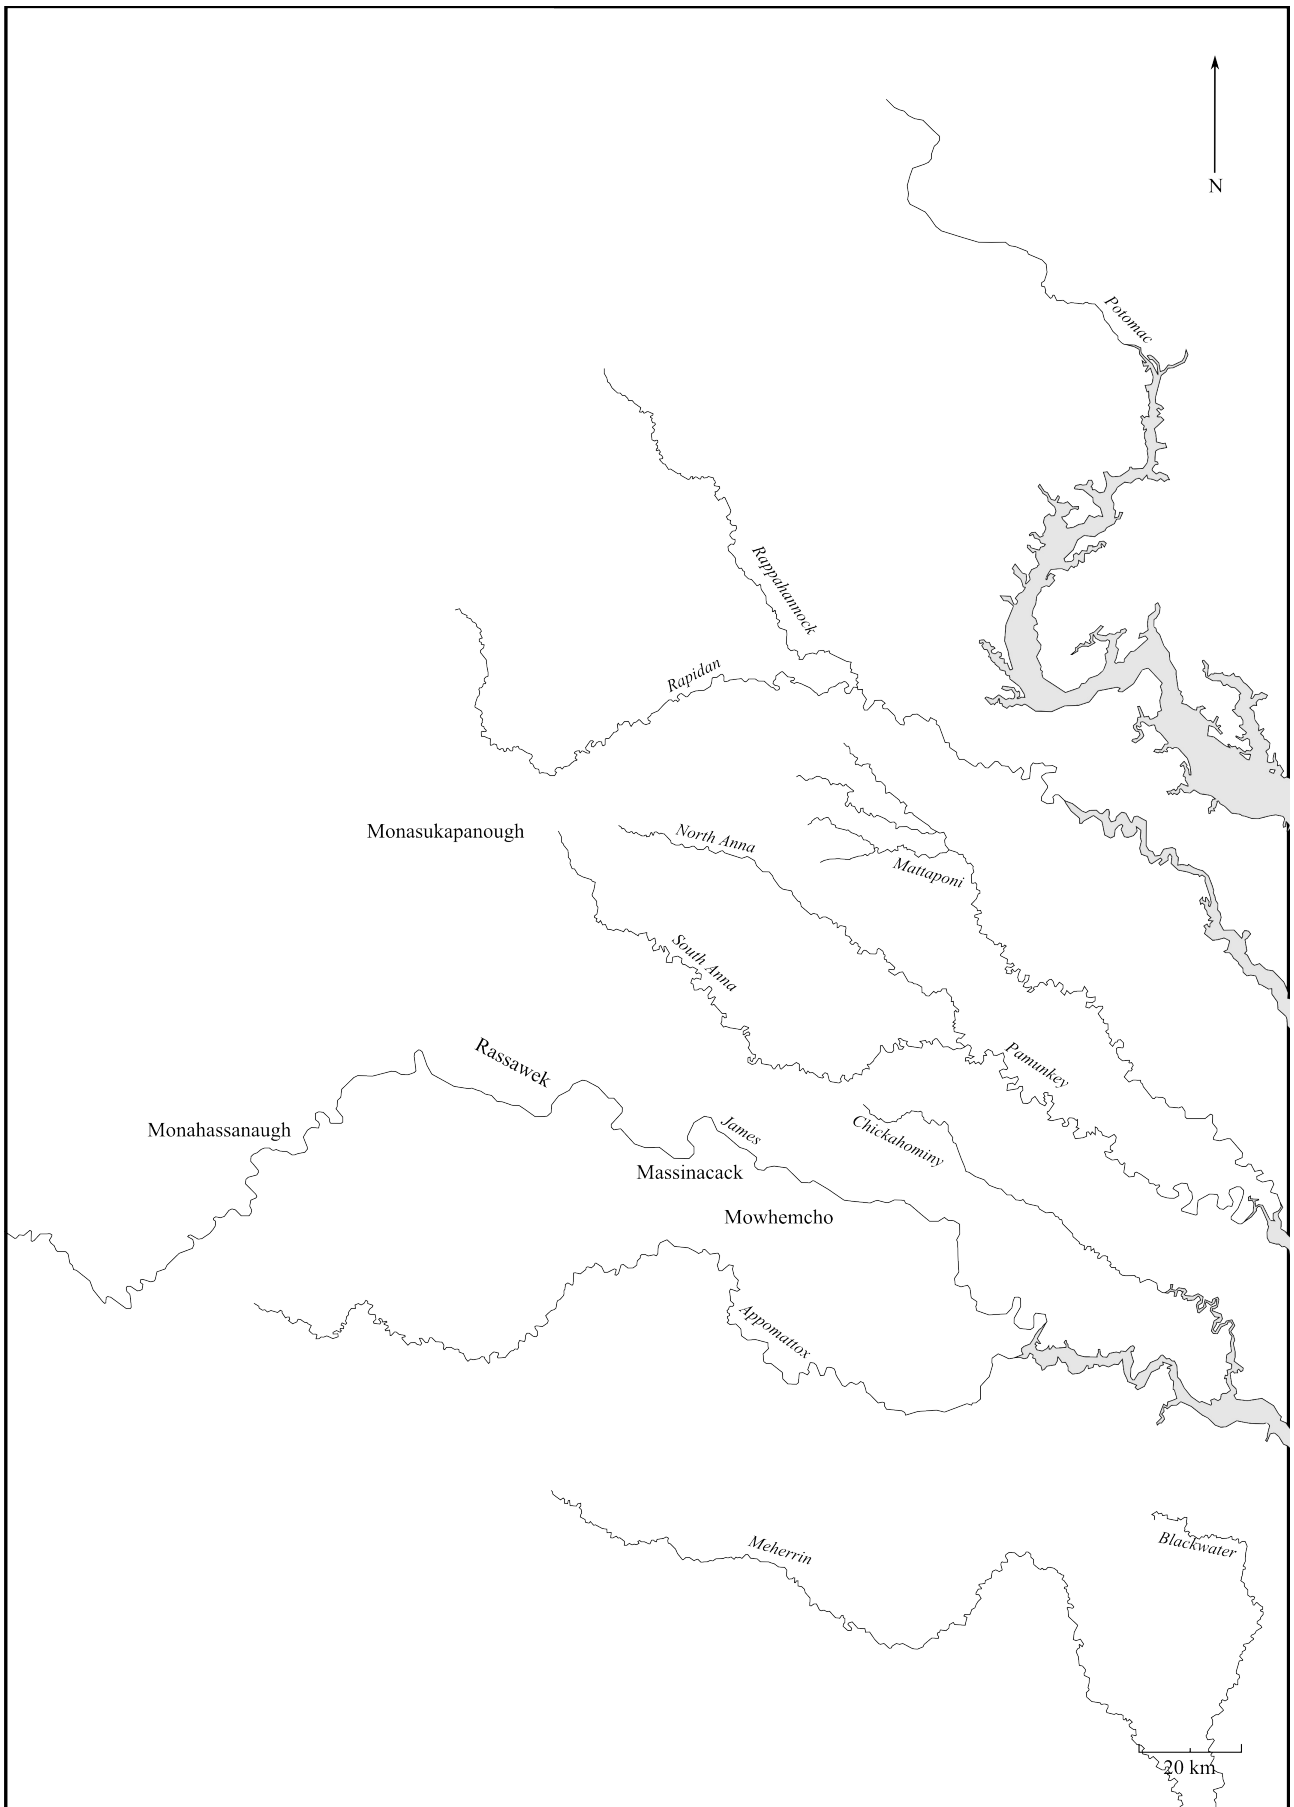 N
Potomac
Rappahannock
Rapidan
Monasukapanough
North Anna
Mattaponi
South Anna
Rassawek
Pamunkey
Monahassanaugh
James
Chickahominy
Massinacack
Mowhemcho
Appomattox
Meherrin
Blackwater
20 km